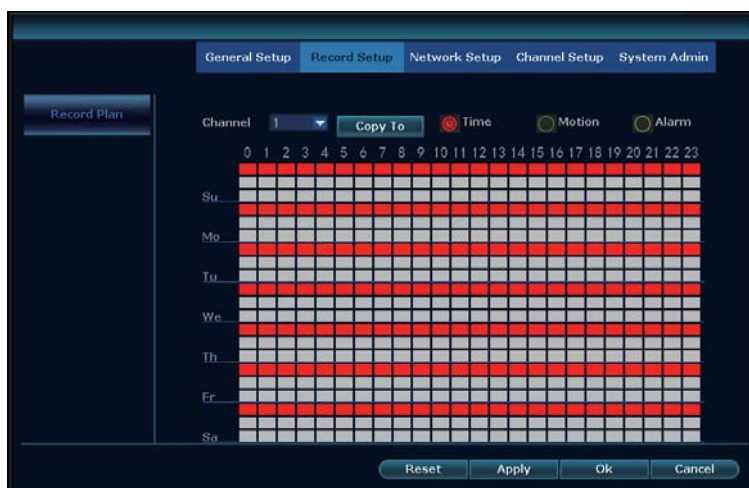 General Setup Record Setup Network Setup Channel Setup System Admin
Record Plan
Channel 1 Copy To Time Motion Alarm
0 1 2 3 4 5 6 7 8 9 10 11 12 13 14 15 16 17 18 19 20 21 22 23
Su
Mo
Tu
We
Th
Fr
Sa
Reset Apply Ok Cancel